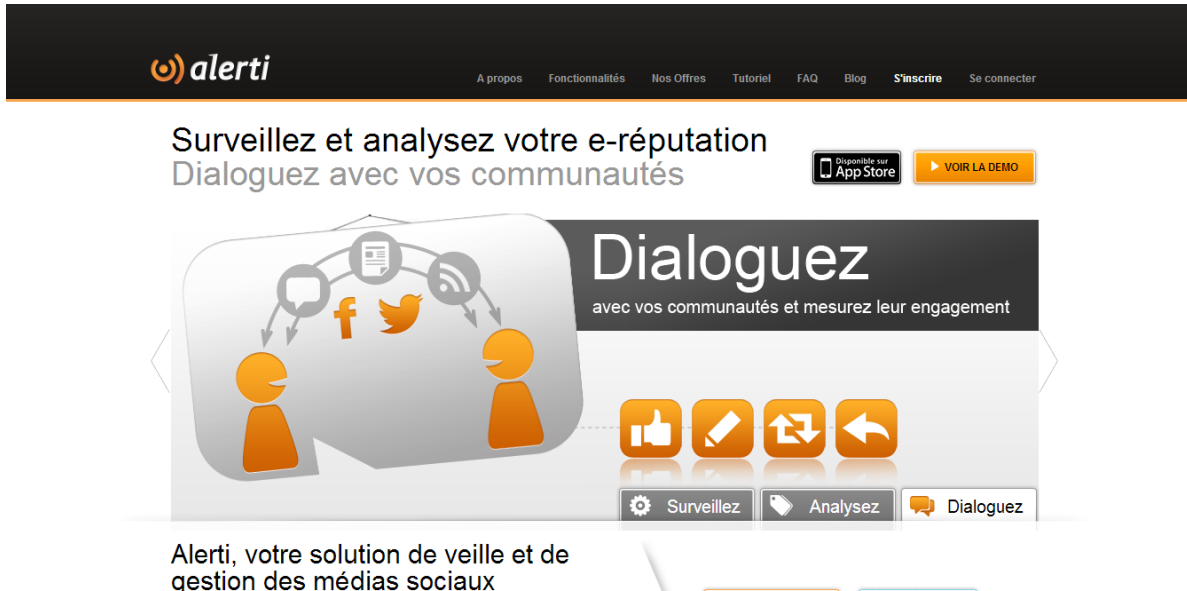 alerti
A propos Fonctionnalités Nos Offres Tutoriel FAQ Blog S'inscrire Se connecter
Surveillez et analysez votre e-réputation
Dialoguez avec vos communautés
Disponible sur
App Store
VOIR LA DEMO
Dialoguez
avec vos communautés et mesurez leur engagement
Surveillez Analysez Dialoguez
Alerti, votre solution de veille et de
gestion des médias sociaux